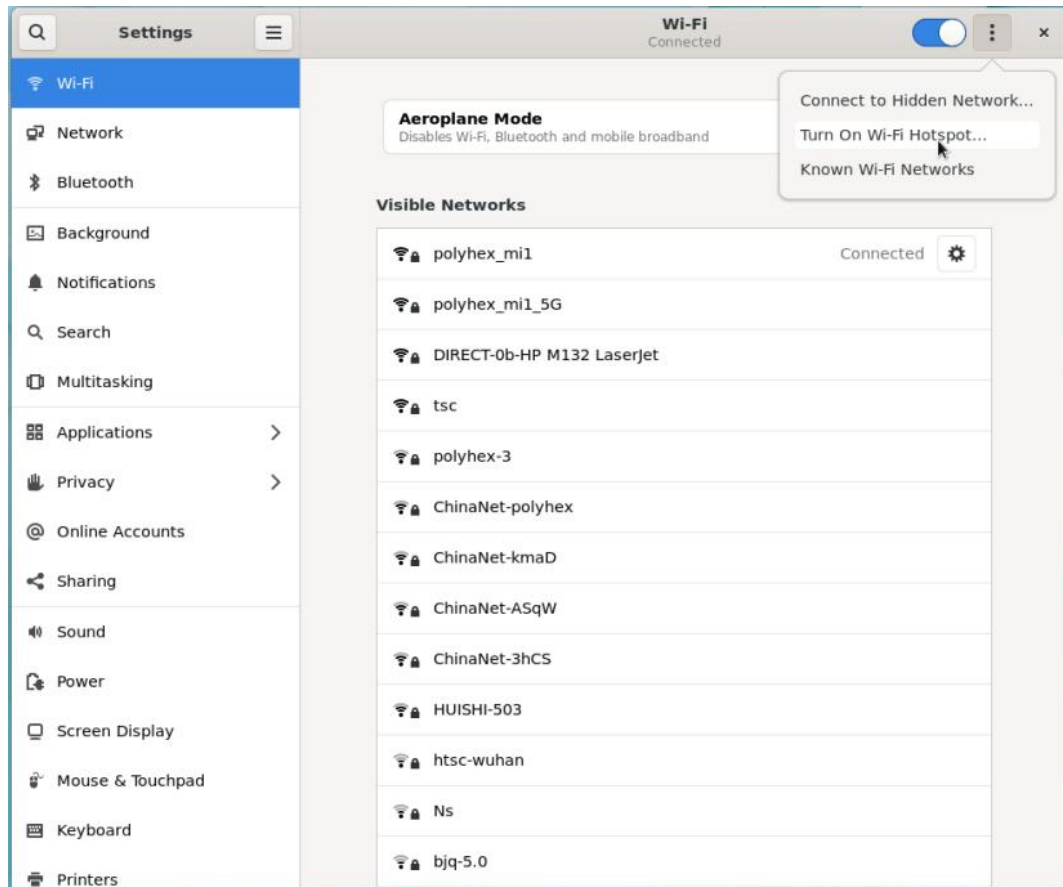 Settings
Wi-Fi
Connected
Wi-Fi
Network
Bluetooth
Background
Notifications
Search
Multitasking
Applications
Privacy
Online Accounts
Sharing
Sound
Power
Screen Display
Mouse & Touchpad
Keyboard
Printers
Connect to Hidden Network...
Turn On Wi-Fi Hotspot...
Known Wi-Fi Networks
Aeroplane Mode
Disables Wi-Fi, Bluetooth and mobile broadband
Visible Networks
polyhex_mi1 Connected
polyhex_mi1_5G
DIRECT-0b-HP M132 LaserJet
tsc
polyhex-3
ChinaNet-polyhex
ChinaNet-kmaD
ChinaNet-ASqW
ChinaNet-3hCS
HUISHI-503
htsc-wuhan
Ns
bjq-5.0